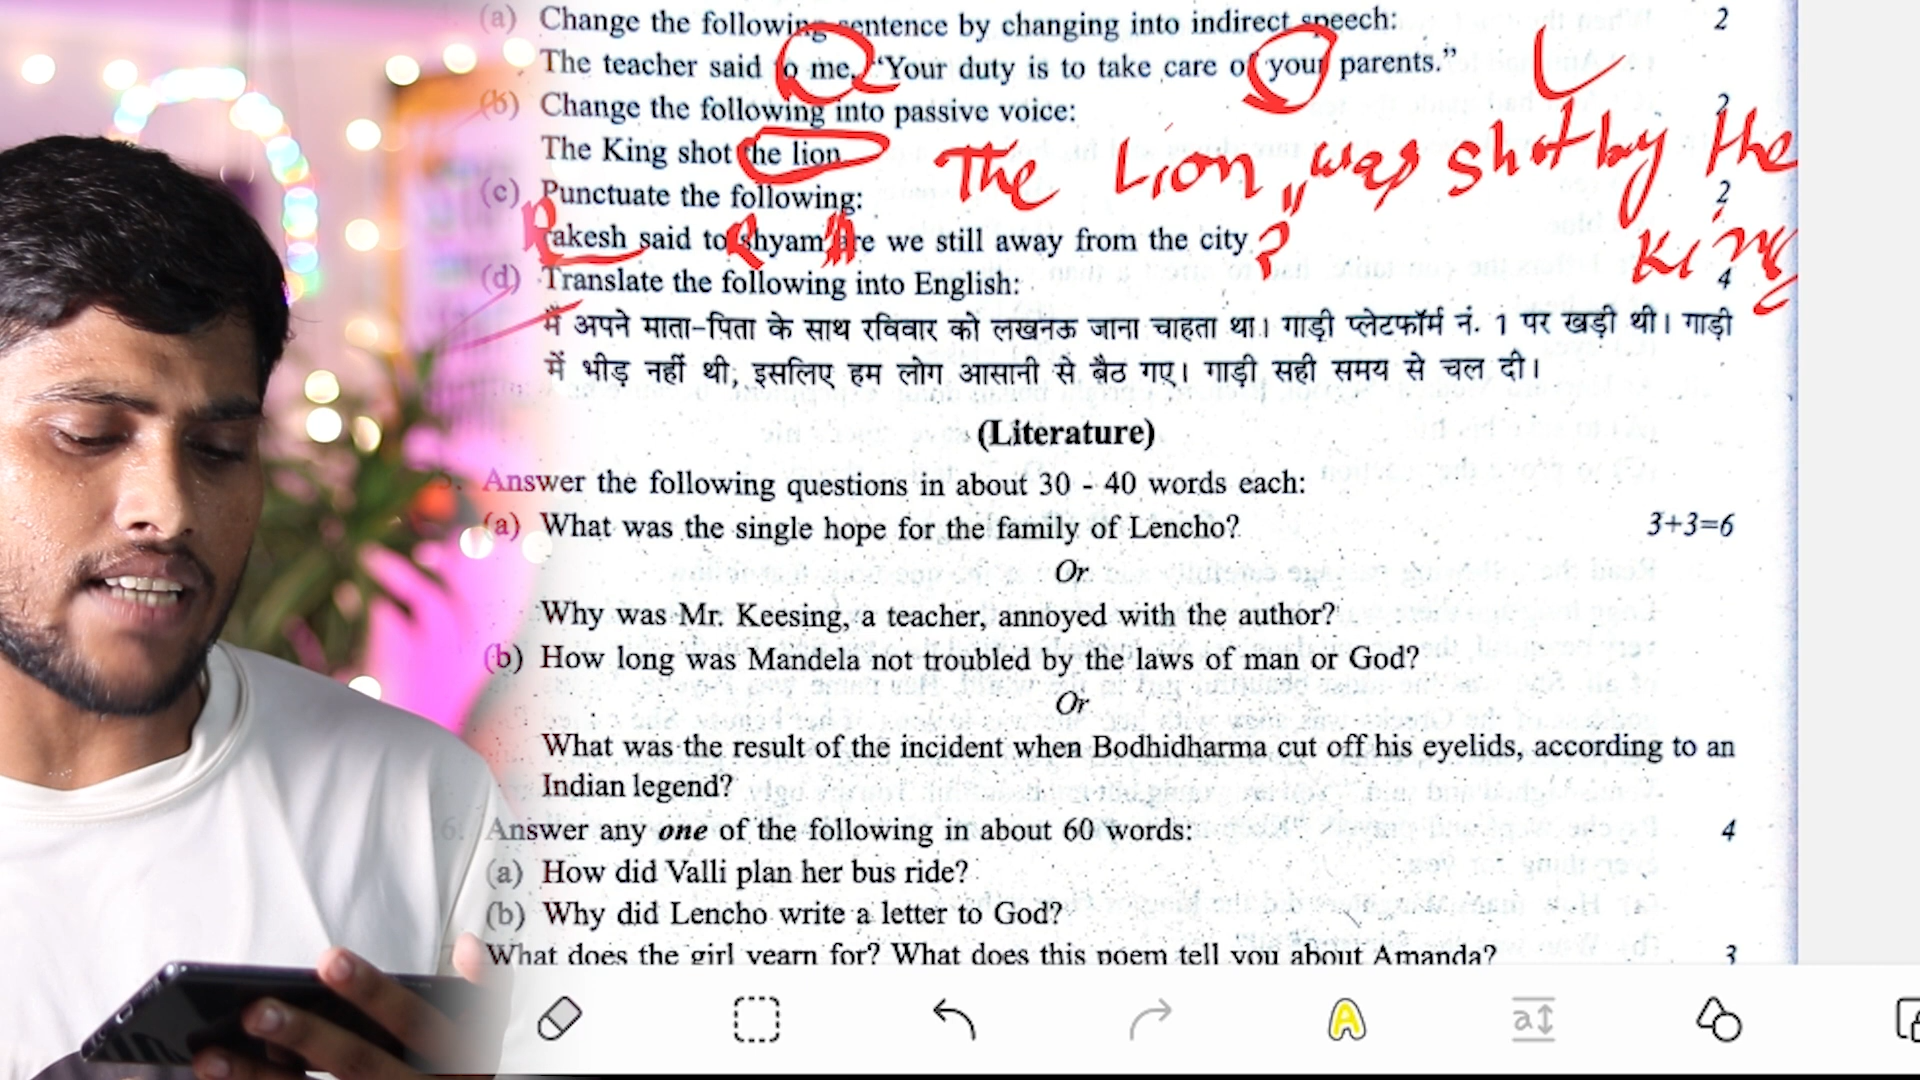 (a) Change the following sentence by changing into indirect speech: 2
The teacher said to me, "Your duty is to take care of your parents."
(b) Change the following into passive voice: 2
The King shot the lion. The Lion was shot by the
King
(c) Punctuate the following: 2
rakesh said to shyam are we still away from the city ?
(d) Translate the following into English: 4
मैं अपने माता-पिता के साथ रविवार को लखनऊ जाना चाहता था। गाड़ी प्लेटफॉर्म नं. 1 पर खड़ी थी। गाड़ी
में भीड़ नहीं थी, इसलिए हम लोग आसानी से बैठ गए। गाड़ी सही समय से चल दी।
(Literature)
Answer the following questions in about 30 - 40 words each:
(a) What was the single hope for the family of Lencho? 3+3=6
Or
Why was Mr. Keesing, a teacher, annoyed with the author?
(b) How long was Mandela not troubled by the laws of man or God?
Or
What was the result of the incident when Bodhidharma cut off his eyelids, according to an
Indian legend?
6. Answer any one of the following in about 60 words: 4
(a) How did Valli plan her bus ride?
(b) Why did Lencho write a letter to God?
What does the girl yearn for? What does this poem tell you about Amanda? 3